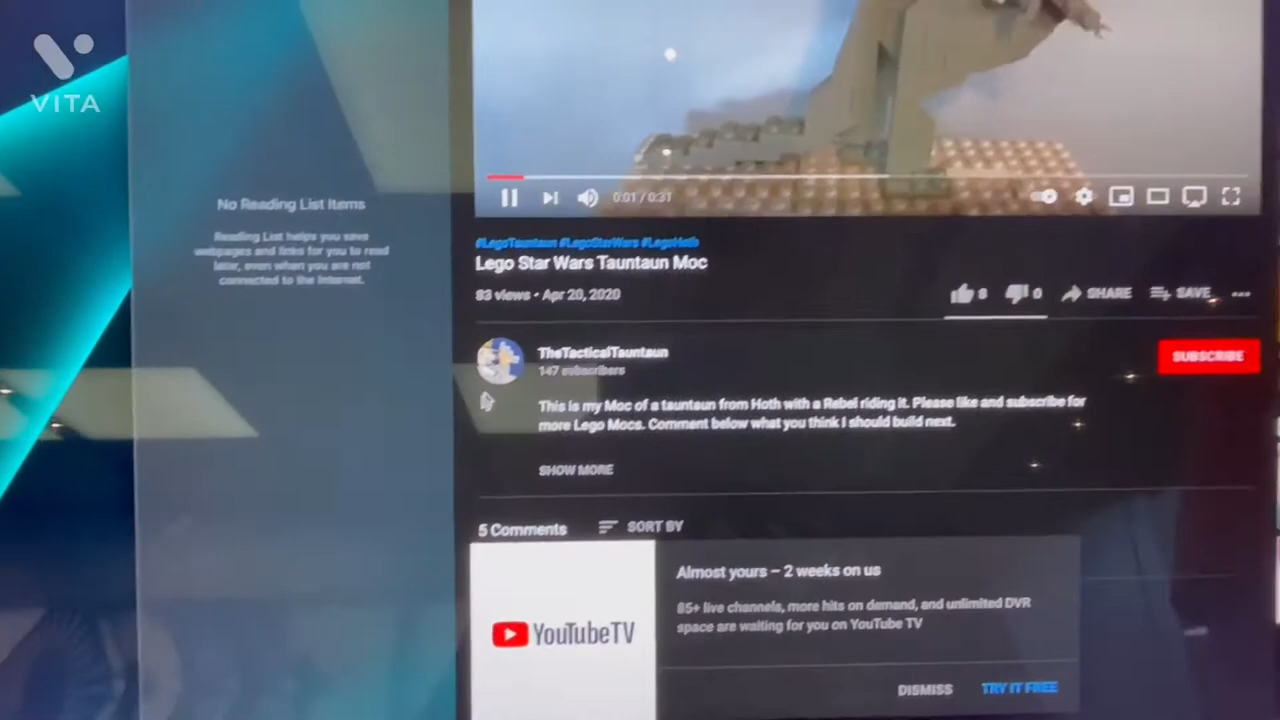 VITA
No Reading List Items
Reading List helps you save
webpages and links for you to read
later, even when you are not
connected to the Internet.
0:01 / 0:31
#LegoTauntaun #LegoStarWars #LegoHoth
Lego Star Wars Tauntaun Moc
83 views • Apr 20, 2020
8
0
SHARE
SAVE
TheTacticalTauntaun
147 subscribers
SUBSCRIBE
This is my Moc of a tauntaun from Hoth with a Rebel riding it. Please like and subscribe for
more Lego Mocs. Comment below what you think I should build next.
SHOW MORE
5 Comments
SORT BY
YouTubeTV
Almost yours – 2 weeks on us
85+ live channels, more hits on demand, and unlimited DVR
space are waiting for you on YouTube TV
DISMISS
TRY IT FREE